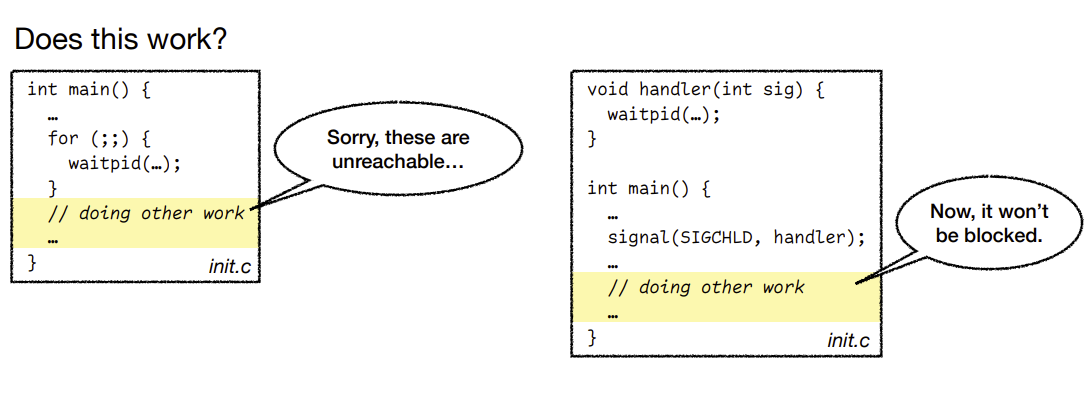 Does this work?
int main() {
…
for (;;) {
waitpid(…);
}
// doing other work
…
}
init.c
Sorry, these are
unreachable…
void handler(int sig) {
waitpid(…);
}
int main() {
…
signal(SIGCHLD, handler);
…
// doing other work
…
}
init.c
Now, it won’t
be blocked.